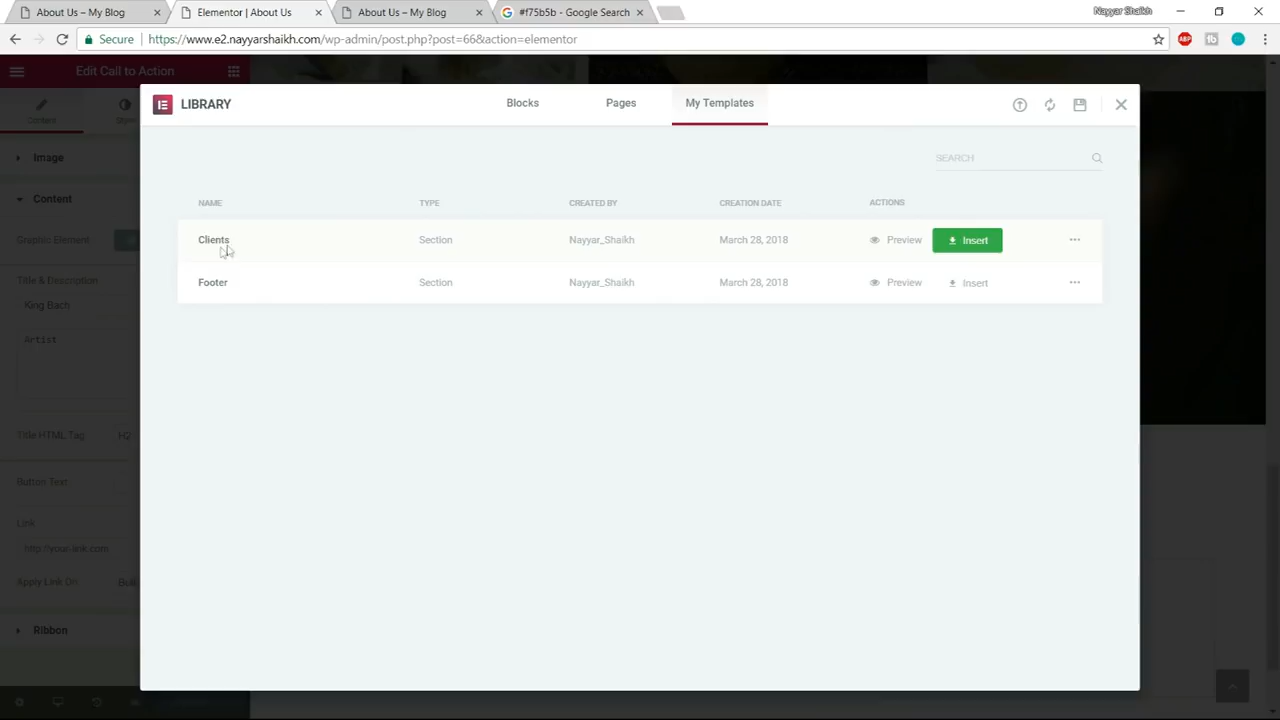 About Us – My Blog
Elementor | About Us
About Us – My Blog
#f75b5b - Google Search
Nayyar Shaikh
Secure
https://www.e2.nayyarshaikh.com/wp-admin/post.php?post=66&action=elementor
ABP
Edit Call to Action
LIBRARY
Blocks
Pages
My Templates
Content
Style
Image
SEARCH
Content
NAME
TYPE
CREATED BY
CREATION DATE
ACTIONS
Graphic Element
Clients
Section
Nayyar_Shaikh
March 28, 2018
Preview
Insert
Title & Description
Footer
Section
Nayyar_Shaikh
March 28, 2018
Preview
Insert
King Bach
Artist
Title HTML Tag
H2
Button Text
Link
http://your-link.com
Apply Link On
Ribbon